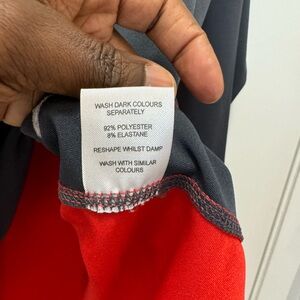 WASH DARK COLOURS
SEPARATELY
92% POLYESTER
8% ELASTANE
RESHAPE WHILST DAMP
WASH WITH SIMILAR
COLOURS